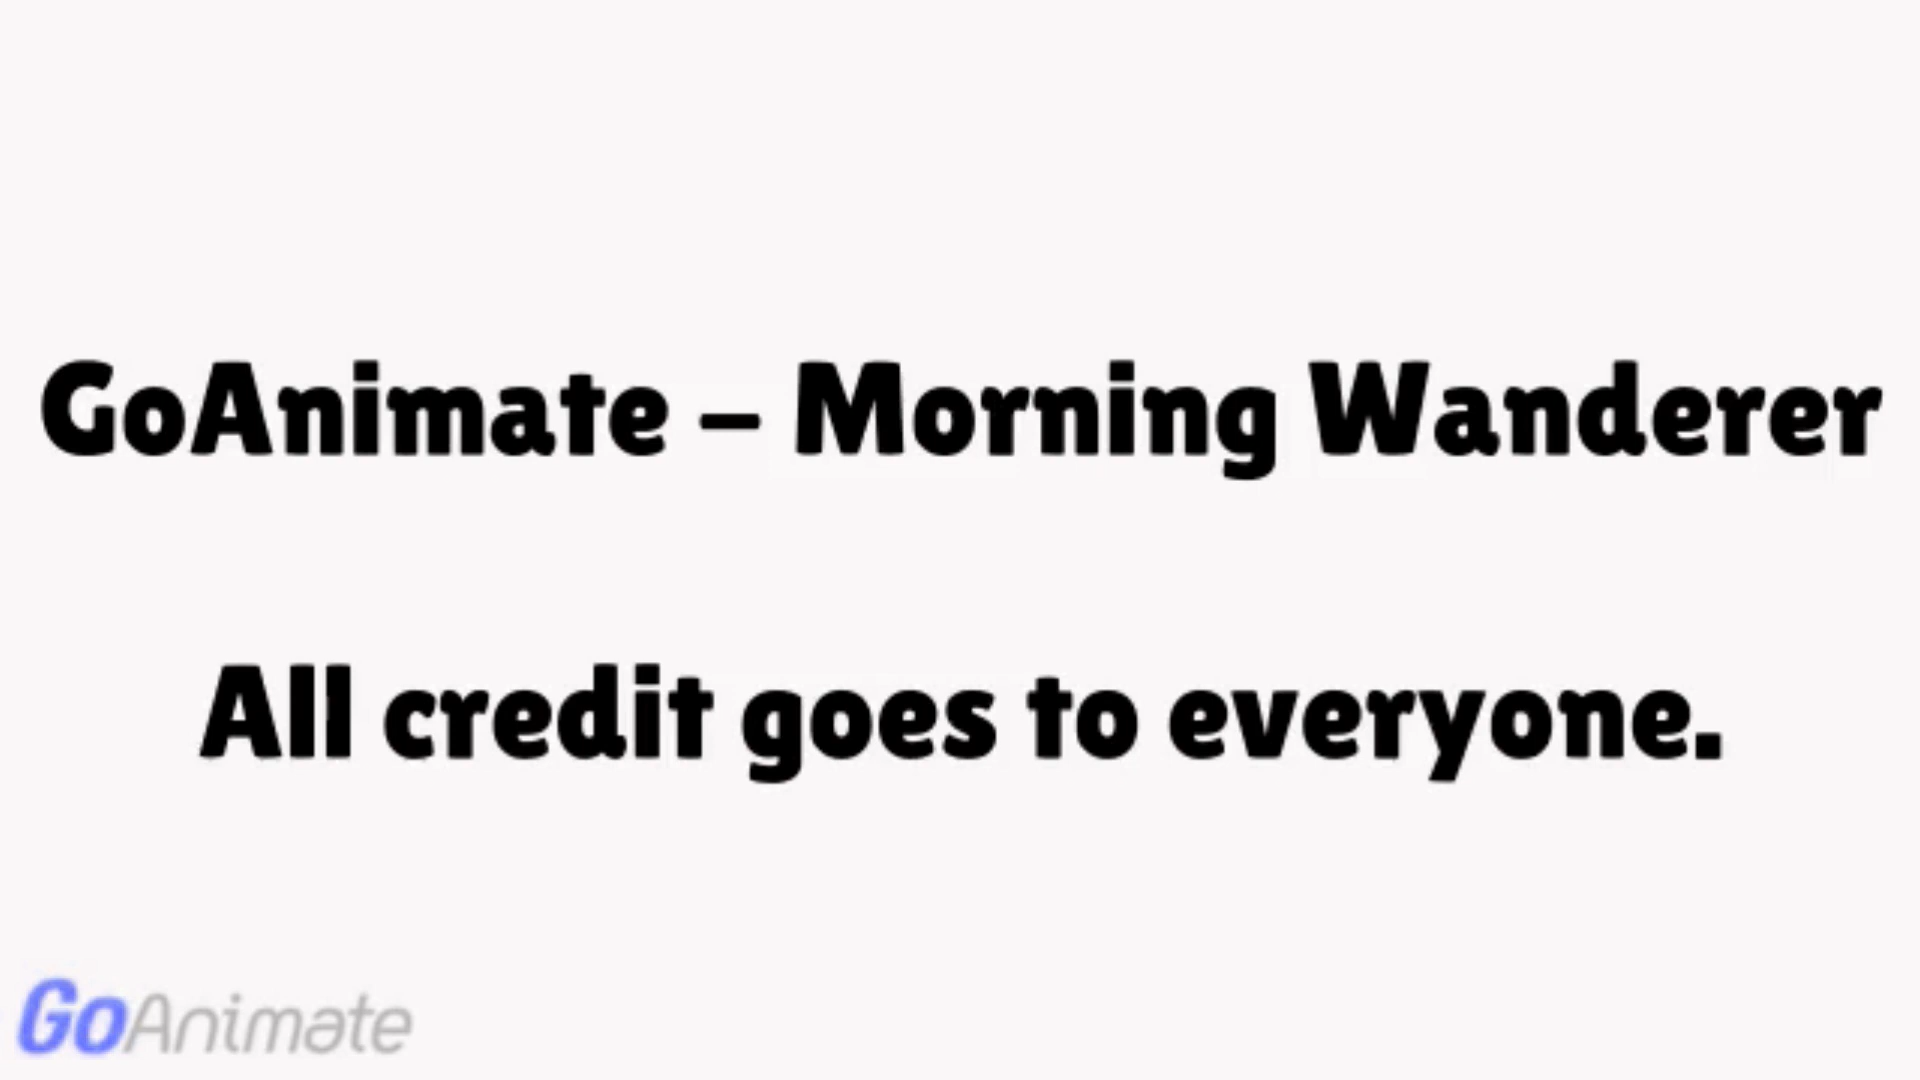 GoAnimate – Morning Wanderer
All credit goes to everyone.
GoAnimate